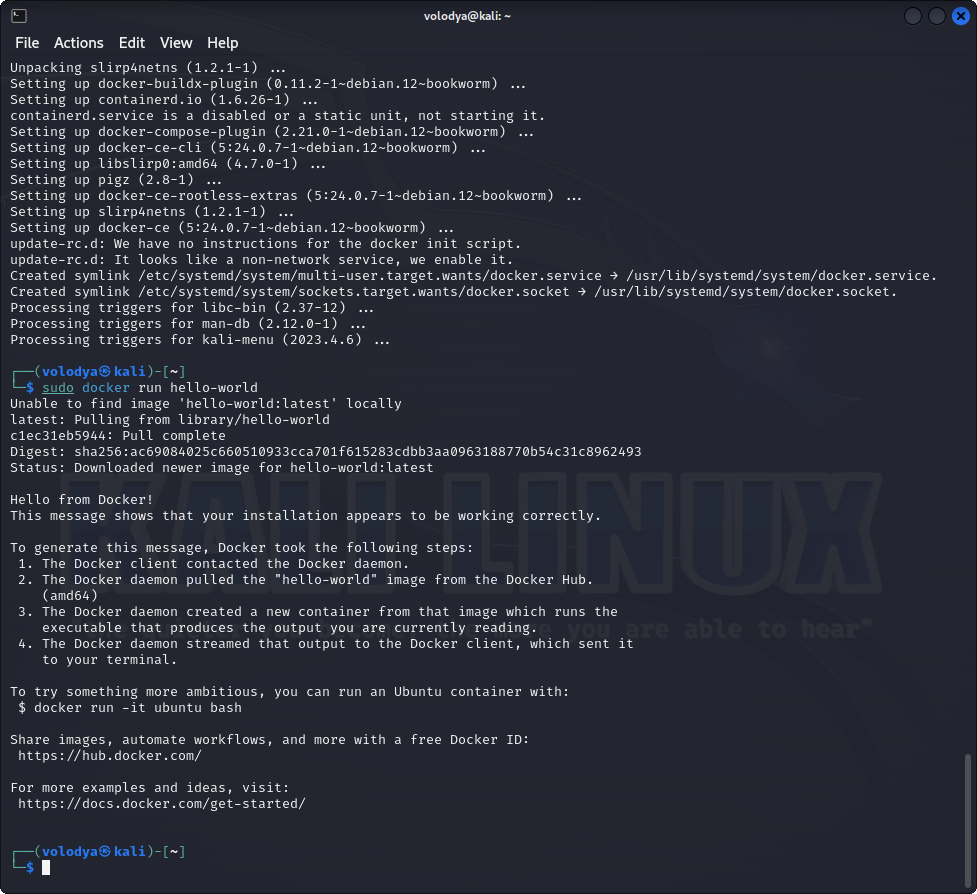 volodya@kali: ~
File Actions Edit View Help
Unpacking slirp4netns (1.2.1-1) ...
Setting up docker-buildx-plugin (0.11.2-1~debian.12~bookworm) ...
Setting up containerd.io (1.6.26-1) ...
containerd.service is a disabled or a static unit, not starting it.
Setting up docker-compose-plugin (2.21.0-1~debian.12~bookworm) ...
Setting up docker-ce-cli (5:24.0.7-1~debian.12~bookworm) ...
Setting up libslirp0:amd64 (4.7.0-1) ...
Setting up pigz (2.8-1) ...
Setting up docker-ce-rootless-extras (5:24.0.7-1~debian.12~bookworm) ...
Setting up slirp4netns (1.2.1-1) ...
Setting up docker-ce (5:24.0.7-1~debian.12~bookworm) ...
update-rc.d: We have no instructions for the docker init script.
update-rc.d: It looks like a non-network service, we enable it.
Created symlink /etc/systemd/system/multi-user.target.wants/docker.service → /usr/lib/systemd/system/docker.service.
Created symlink /etc/systemd/system/sockets.target.wants/docker.socket → /usr/lib/systemd/system/docker.socket.
Processing triggers for libc-bin (2.37-12) ...
Processing triggers for man-db (2.12.0-1) ...
Processing triggers for kali-menu (2023.4.6) ...
┌──(volodya㉿kali)-[~]
└─$ sudo docker run hello-world
Unable to find image 'hello-world:latest' locally
latest: Pulling from library/hello-world
c1ec31eb5944: Pull complete
Digest: sha256:ac69084025c660510933cca701f615283cdbb3aa0963188770b54c31c8962493
Status: Downloaded newer image for hello-world:latest
Hello from Docker!
This message shows that your installation appears to be working correctly.
To generate this message, Docker took the following steps:
1. The Docker client contacted the Docker daemon.
2. The Docker daemon pulled the "hello-world" image from the Docker Hub.
(amd64)
3. The Docker daemon created a new container from that image which runs the
executable that produces the output you are currently reading.
4. The Docker daemon streamed that output to the Docker client, which sent it
to your terminal.
To try something more ambitious, you can run an Ubuntu container with:
$ docker run -it ubuntu bash
Share images, automate workflows, and more with a free Docker ID:
https://hub.docker.com/
For more examples and ideas, visit:
https://docs.docker.com/get-started/
┌──(volodya㉿kali)-[~]
└─$
KALI LINUX
you are able to hear"